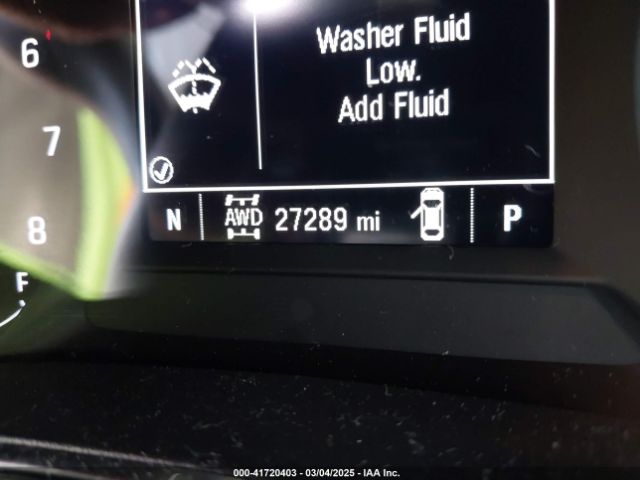 Washer Fluid
Low.
Add Fluid
6
7
8
F
N AWD 27289 mi P
000-41720403 - 03/04/2025 - IAA Inc.